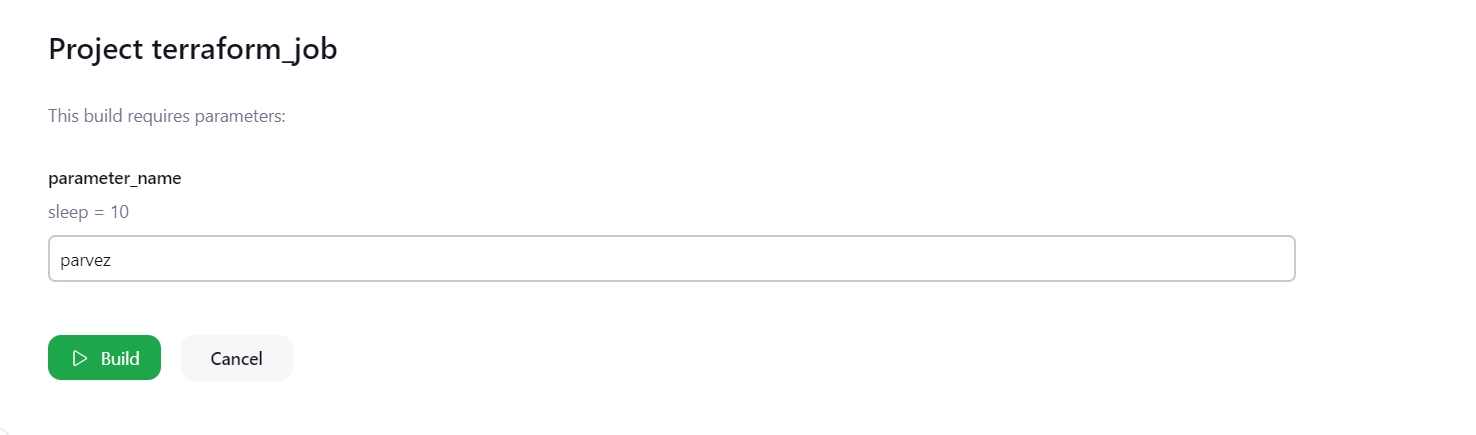 Project terraform_job
This build requires parameters:
parameter_name
sleep = 10
parvez
Build Cancel